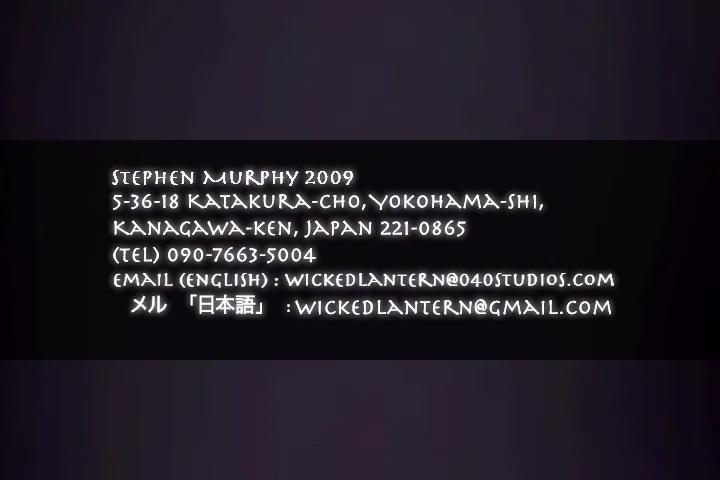 Stephen Murphy 2009
5-36-18 Katakura-cho, Yokohama-shi,
Kanagawa-ken, Japan 221-0865
(tel) 090-7663-5004
email (english) : wickedlantern@040studios.com
メル 「日本語」 : wickedlantern@gmail.com